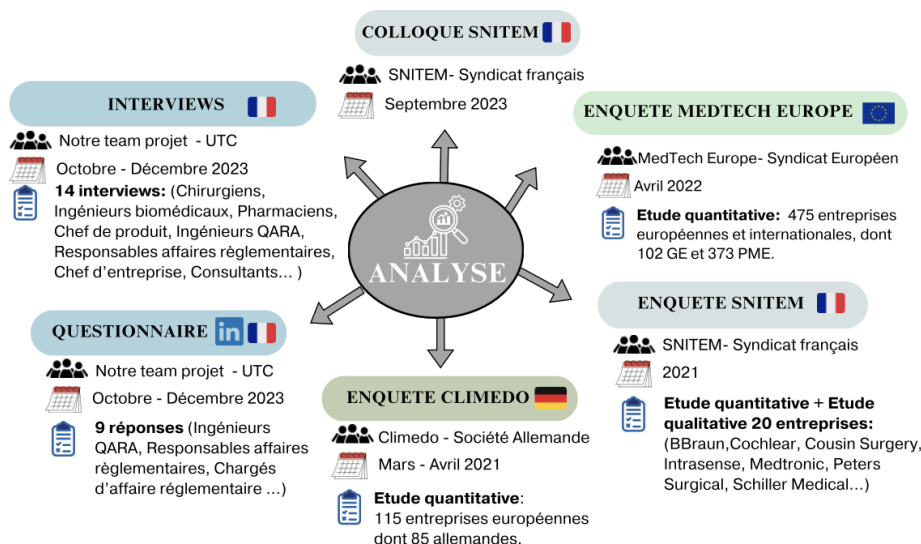 COLLOQUE SNITEM
SNITEM- Syndicat français
Septembre 2023
INTERVIEWS
Notre team projet - UTC
Octobre - Décembre 2023
14 interviews: (Chirurgiens,
Ingénieurs biomédicaux, Pharmaciens,
Chef de produit, Ingénieurs QARA,
Responsables affaires règlementaires,
Chef d'entreprise, Consultants... )
ENQUETE MEDTECH EUROPE
MedTech Europe- Syndicat Européen
Avril 2022
Etude quantitative: 475 entreprises
européennes et internationales, dont
102 GE et 373 PME.
ANALYSE
QUESTIONNAIRE in
Notre team projet - UTC
Octobre - Décembre 2023
9 réponses (Ingénieurs
QARA, Responsables affaires
règlementaires, Chargés
d'affaire réglementaire ...)
ENQUETE CLIMEDO
Climedo - Société Allemande
Mars - Avril 2021
Etude quantitative:
115 entreprises européennes
dont 85 allemandes.
ENQUETE SNITEM
SNITEM- Syndicat français
2021
Etude quantitative + Etude
qualitative 20 entreprises:
(BBraun,Cochlear, Cousin Surgery,
Intrasense, Medtronic, Peters
Surgical, Schiller Medical...)